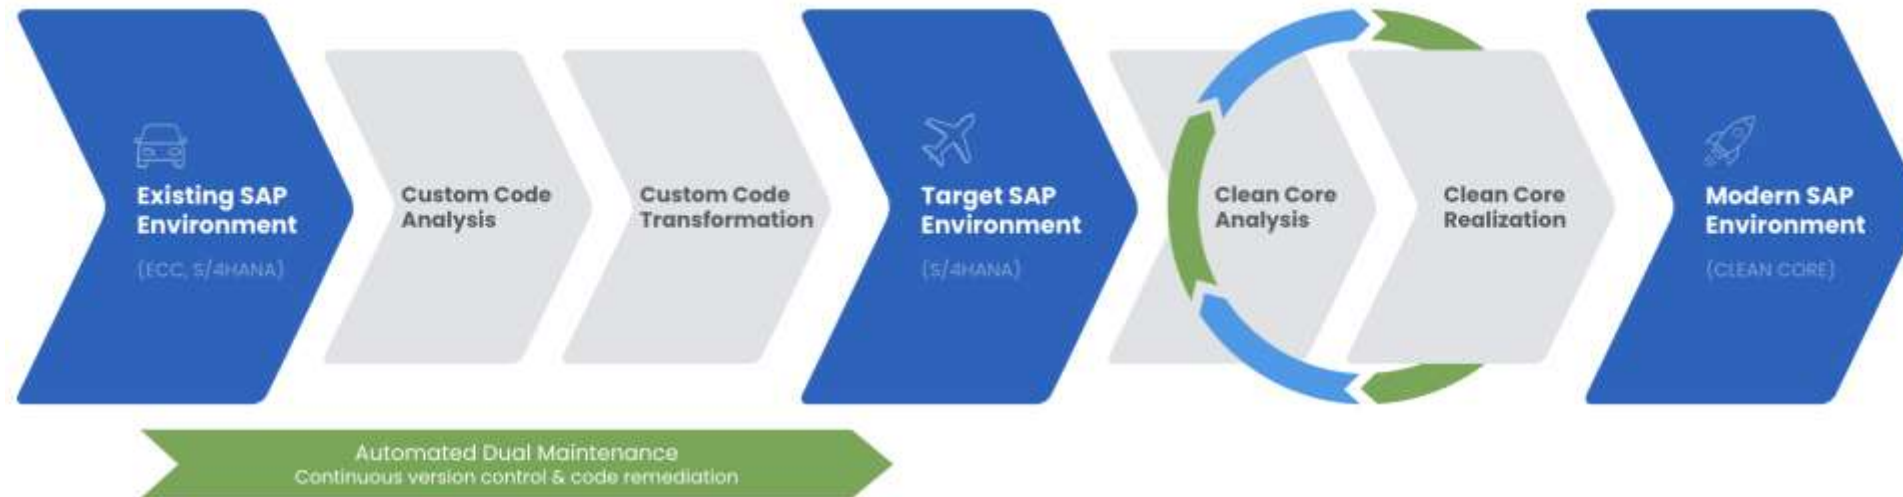 Existing SAP
Environment
(ECC, S/4HANA)
Custom Code
Analysis
Custom Code
Transformation
Target SAP
Environment
(S/4HANA)
Clean Core
Analysis
Clean Core
Realization
Modern SAP
Environment
(CLEAN CORE)
Automated Dual Maintenance
Continuous version control & code remediation